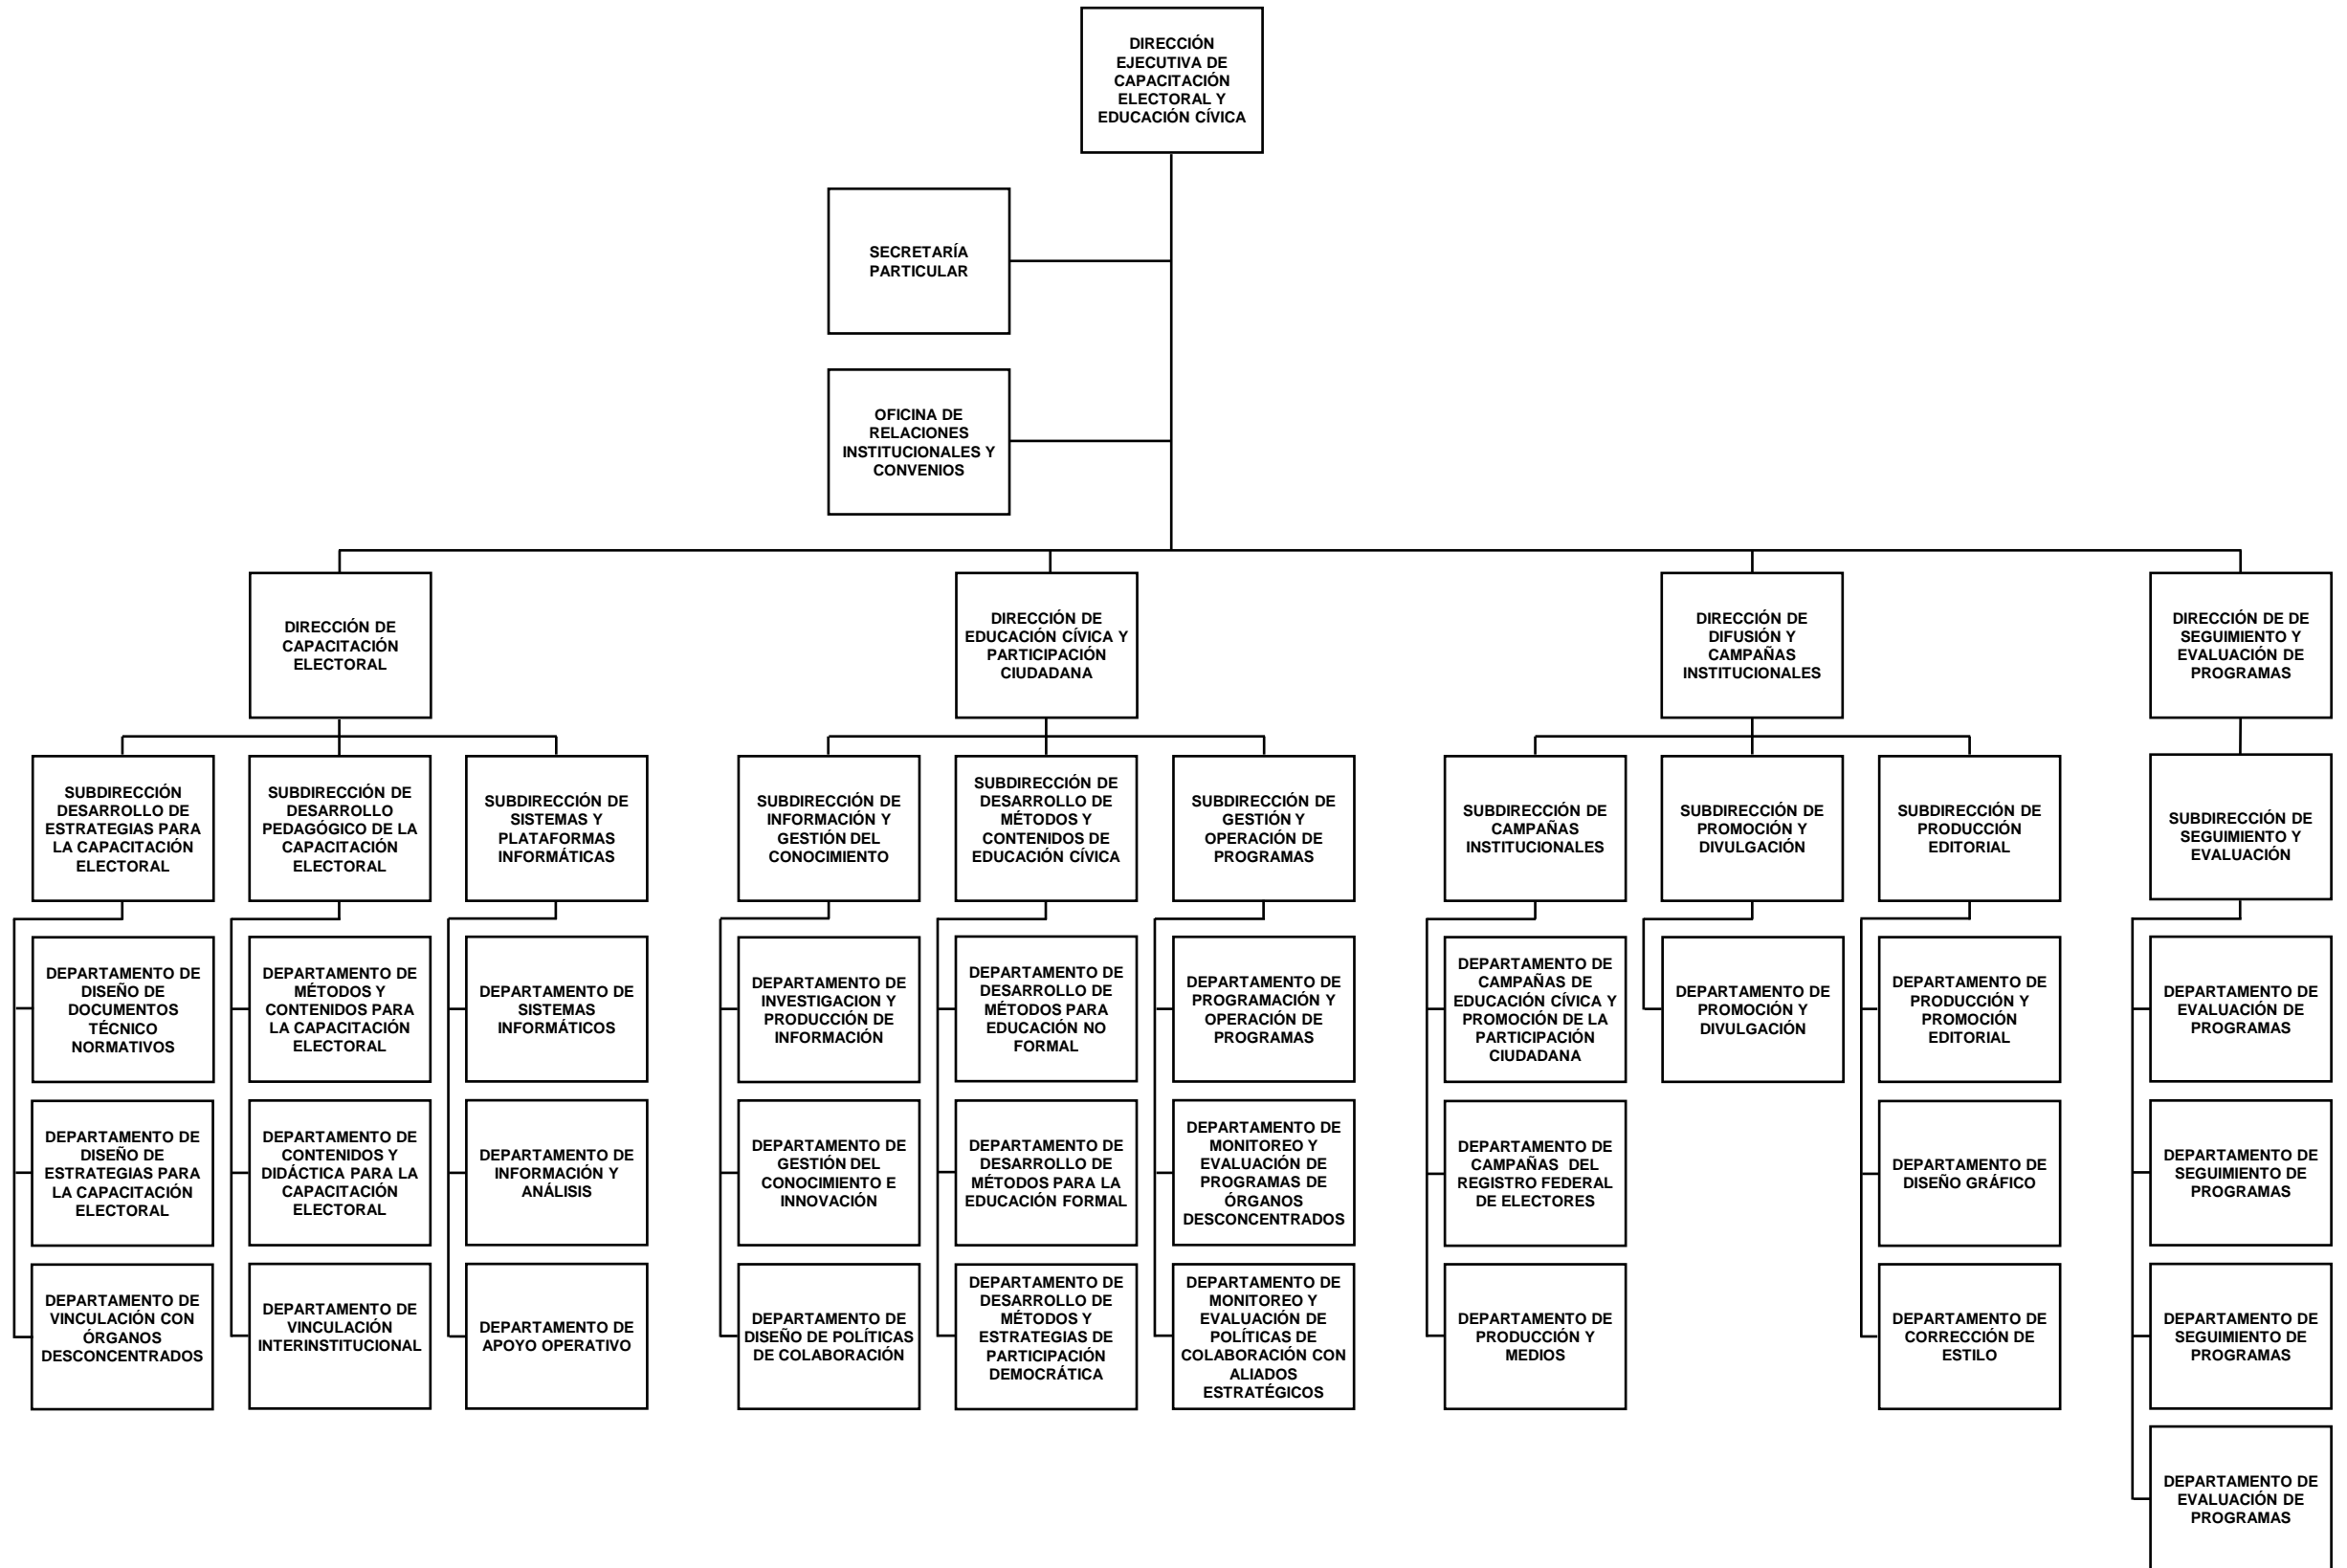 DIRECCIÓN
EJECUTIVA DE
CAPACITACIÓN
ELECTORAL Y
EDUCACIÓN CÍVICA
SECRETARÍA
PARTICULAR
OFICINA DE
RELACIONES
INSTITUCIONALES Y
CONVENIOS
DIRECCIÓN DE
CAPACITACIÓN
ELECTORAL
DIRECCIÓN DE
EDUCACIÓN CÍVICA Y
PARTICIPACIÓN
CIUDADANA
DIRECCIÓN DE
DIFUSIÓN Y
CAMPAÑAS
INSTITUCIONALES
DIRECCIÓN DE DE
SEGUIMIENTO Y
EVALUACIÓN DE
PROGRAMAS
SUBDIRECCIÓN
DESARROLLO DE
ESTRATEGIAS PARA
LA CAPACITACIÓN
ELECTORAL
SUBDIRECCIÓN DE
DESARROLLO
PEDAGÓGICO DE LA
CAPACITACIÓN
ELECTORAL
SUBDIRECCIÓN DE
SISTEMAS Y
PLATAFORMAS
INFORMÁTICAS
SUBDIRECCIÓN DE
INFORMACIÓN Y
GESTIÓN DEL
CONOCIMIENTO
SUBDIRECCIÓN DE
DESARROLLO DE
MÉTODOS Y
CONTENIDOS DE
EDUCACIÓN CÍVICA
SUBDIRECCIÓN DE
GESTIÓN Y
OPERACIÓN DE
PROGRAMAS
SUBDIRECCIÓN DE
CAMPAÑAS
INSTITUCIONALES
SUBDIRECCIÓN DE
PROMOCIÓN Y
DIVULGACIÓN
SUBDIRECCIÓN DE
PRODUCCIÓN
EDITORIAL
SUBDIRECCIÓN DE
SEGUIMIENTO Y
EVALUACIÓN
DEPARTAMENTO DE
DISEÑO DE
DOCUMENTOS
TÉCNICO
NORMATIVOS
DEPARTAMENTO DE
MÉTODOS Y
CONTENIDOS PARA
LA CAPACITACIÓN
ELECTORAL
DEPARTAMENTO DE
SISTEMAS
INFORMÁTICOS
DEPARTAMENTO DE
INVESTIGACION Y
PRODUCCIÓN DE
INFORMACIÓN
DEPARTAMENTO DE
DESARROLLO DE
MÉTODOS PARA
EDUCACIÓN NO
FORMAL
DEPARTAMENTO DE
PROGRAMACIÓN Y
OPERACIÓN DE
PROGRAMAS
DEPARTAMENTO DE
CAMPAÑAS DE
EDUCACIÓN CÍVICA Y
PROMOCIÓN DE LA
PARTICIPACIÓN
CIUDADANA
DEPARTAMENTO DE
PROMOCIÓN Y
DIVULGACIÓN
DEPARTAMENTO DE
PRODUCCIÓN Y
PROMOCIÓN
EDITORIAL
DEPARTAMENTO DE
EVALUACIÓN DE
PROGRAMAS
DEPARTAMENTO DE
DISEÑO DE
ESTRATEGIAS PARA
LA CAPACITACIÓN
ELECTORAL
DEPARTAMENTO DE
CONTENIDOS Y
DIDÁCTICA PARA LA
CAPACITACIÓN
ELECTORAL
DEPARTAMENTO DE
INFORMACIÓN Y
ANÁLISIS
DEPARTAMENTO DE
GESTIÓN DEL
CONOCIMIENTO E
INNOVACIÓN
DEPARTAMENTO DE
DESARROLLO DE
MÉTODOS PARA LA
EDUCACIÓN FORMAL
DEPARTAMENTO DE
MONITOREO Y
EVALUACIÓN DE
PROGRAMAS DE
ÓRGANOS
DESCONCENTRADOS
DEPARTAMENTO DE
CAMPAÑAS DEL
REGISTRO FEDERAL
DE ELECTORES
DEPARTAMENTO DE
DISEÑO GRÁFICO
DEPARTAMENTO DE
SEGUIMIENTO DE
PROGRAMAS
DEPARTAMENTO DE
VINCULACIÓN CON
ÓRGANOS
DESCONCENTRADOS
DEPARTAMENTO DE
VINCULACIÓN
INTERINSTITUCIONAL
DEPARTAMENTO DE
APOYO OPERATIVO
DEPARTAMENTO DE
DISEÑO DE POLÍTICAS
DE COLABORACIÓN
DEPARTAMENTO DE
DESARROLLO DE
MÉTODOS Y
ESTRATEGIAS DE
PARTICIPACIÓN
DEMOCRÁTICA
DEPARTAMENTO DE
MONITOREO Y
EVALUACIÓN DE
POLÍTICAS DE
COLABORACIÓN CON
ALIADOS
ESTRATÉGICOS
DEPARTAMENTO DE
PRODUCCIÓN Y
MEDIOS
DEPARTAMENTO DE
CORRECCIÓN DE
ESTILO
DEPARTAMENTO DE
SEGUIMIENTO DE
PROGRAMAS
DEPARTAMENTO DE
EVALUACIÓN DE
PROGRAMAS